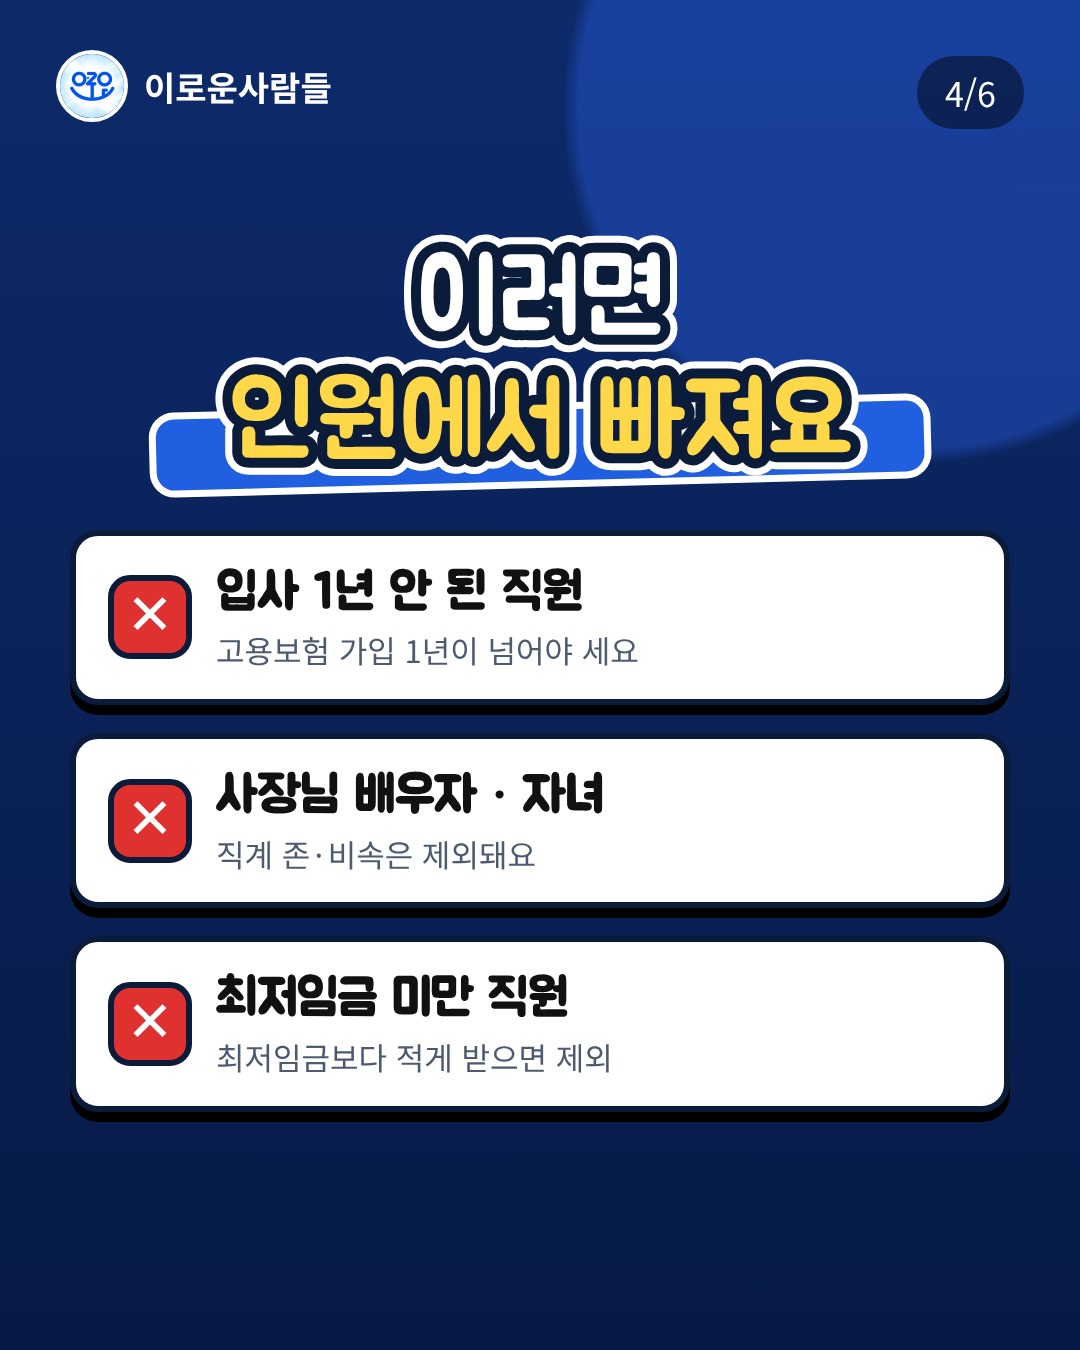 이로운사람들
4/6
이러면
인원에서 빠져요
입사 1년 안 된 직원
고용보험 가입 1년이 넘어야 세요
사장님 배우자 · 자녀
직계 존·비속은 제외돼요
최저임금 미만 직원
최저임금보다 적게 받으면 제외